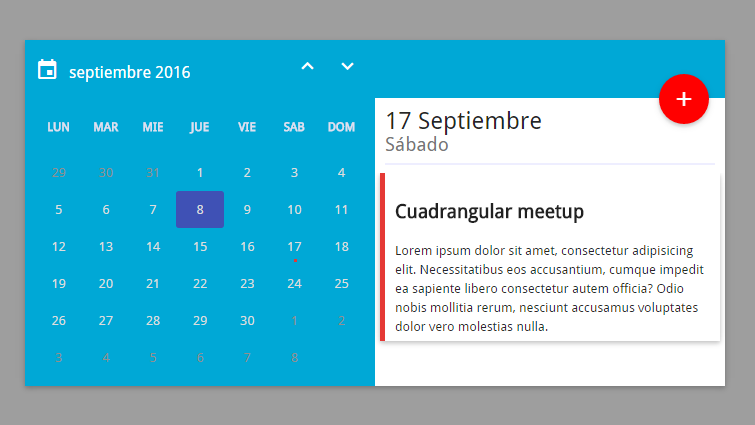 septiembre 2016
LUN MAR MIE JUE VIE SAB DOM
29 30 31 1 2 3 4
5 6 7 8 9 10 11
12 13 14 15 16 17 18
19 20 21 22 23 24 25
26 27 28 29 30 1 2
3 4 5 6 7 8
+
17 Septiembre
Sábado
Cuadrangular meetup
Lorem ipsum dolor sit amet, consectetur adipisicing
elit. Necessitatibus eos accusantium, cumque impedit
ea sapiente libero consectetur autem officia? Odio
nobis mollitia rerum, nesciunt accusamus voluptates
dolor vero molestias nulla.